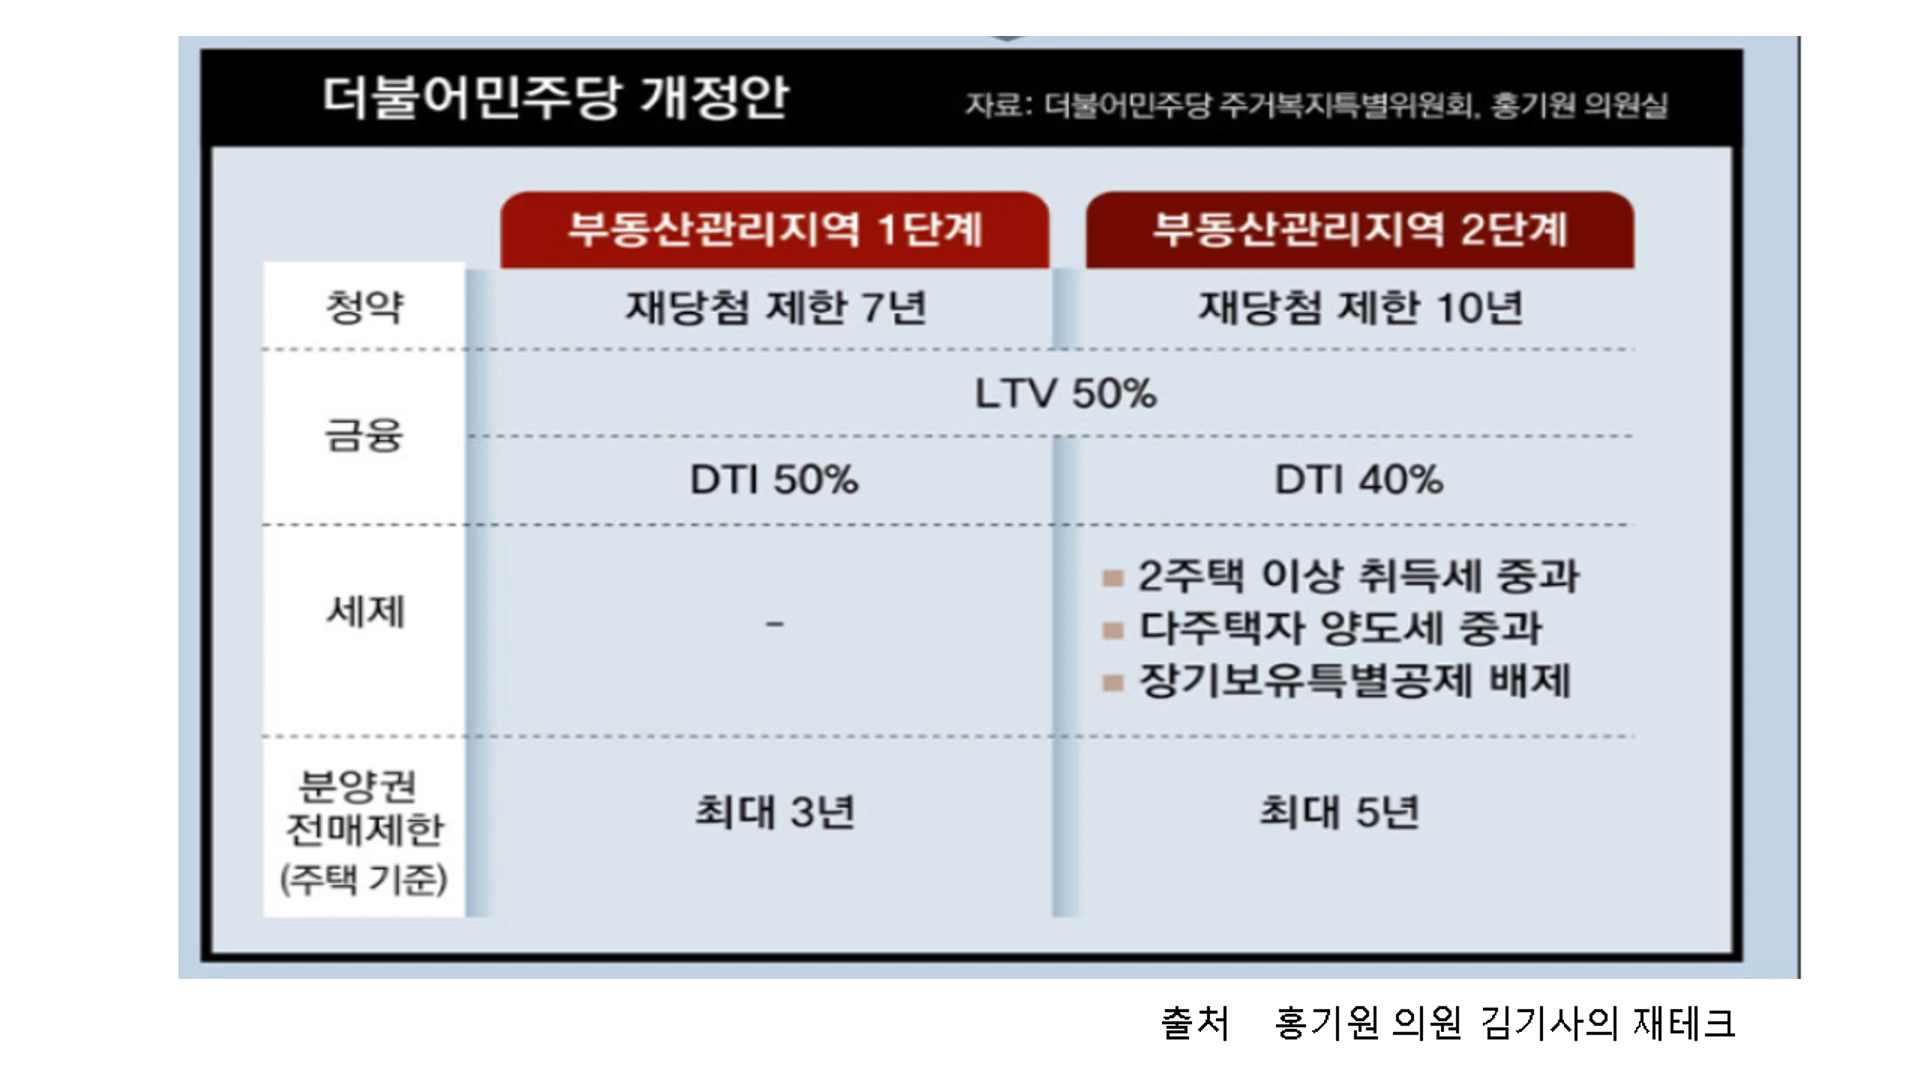 더불어민주당 개정안
자료: 더불어민주당 주거복지특별위원회, 홍기원 의원실
부동산관리지역 1단계
부동산관리지역 2단계
청약
재당첨 제한 7년
재당첨 제한 10년
금융
LTV 50%
DTI 50%
DTI 40%
세제
-
■ 2주택 이상 취득세 중과
■ 다주택자 양도세 중과
■ 장기보유특별공제 배제
분양권
전매제한
(주택 기준)
최대 3년
최대 5년
출처 홍기원 의원 김기사의 재테크